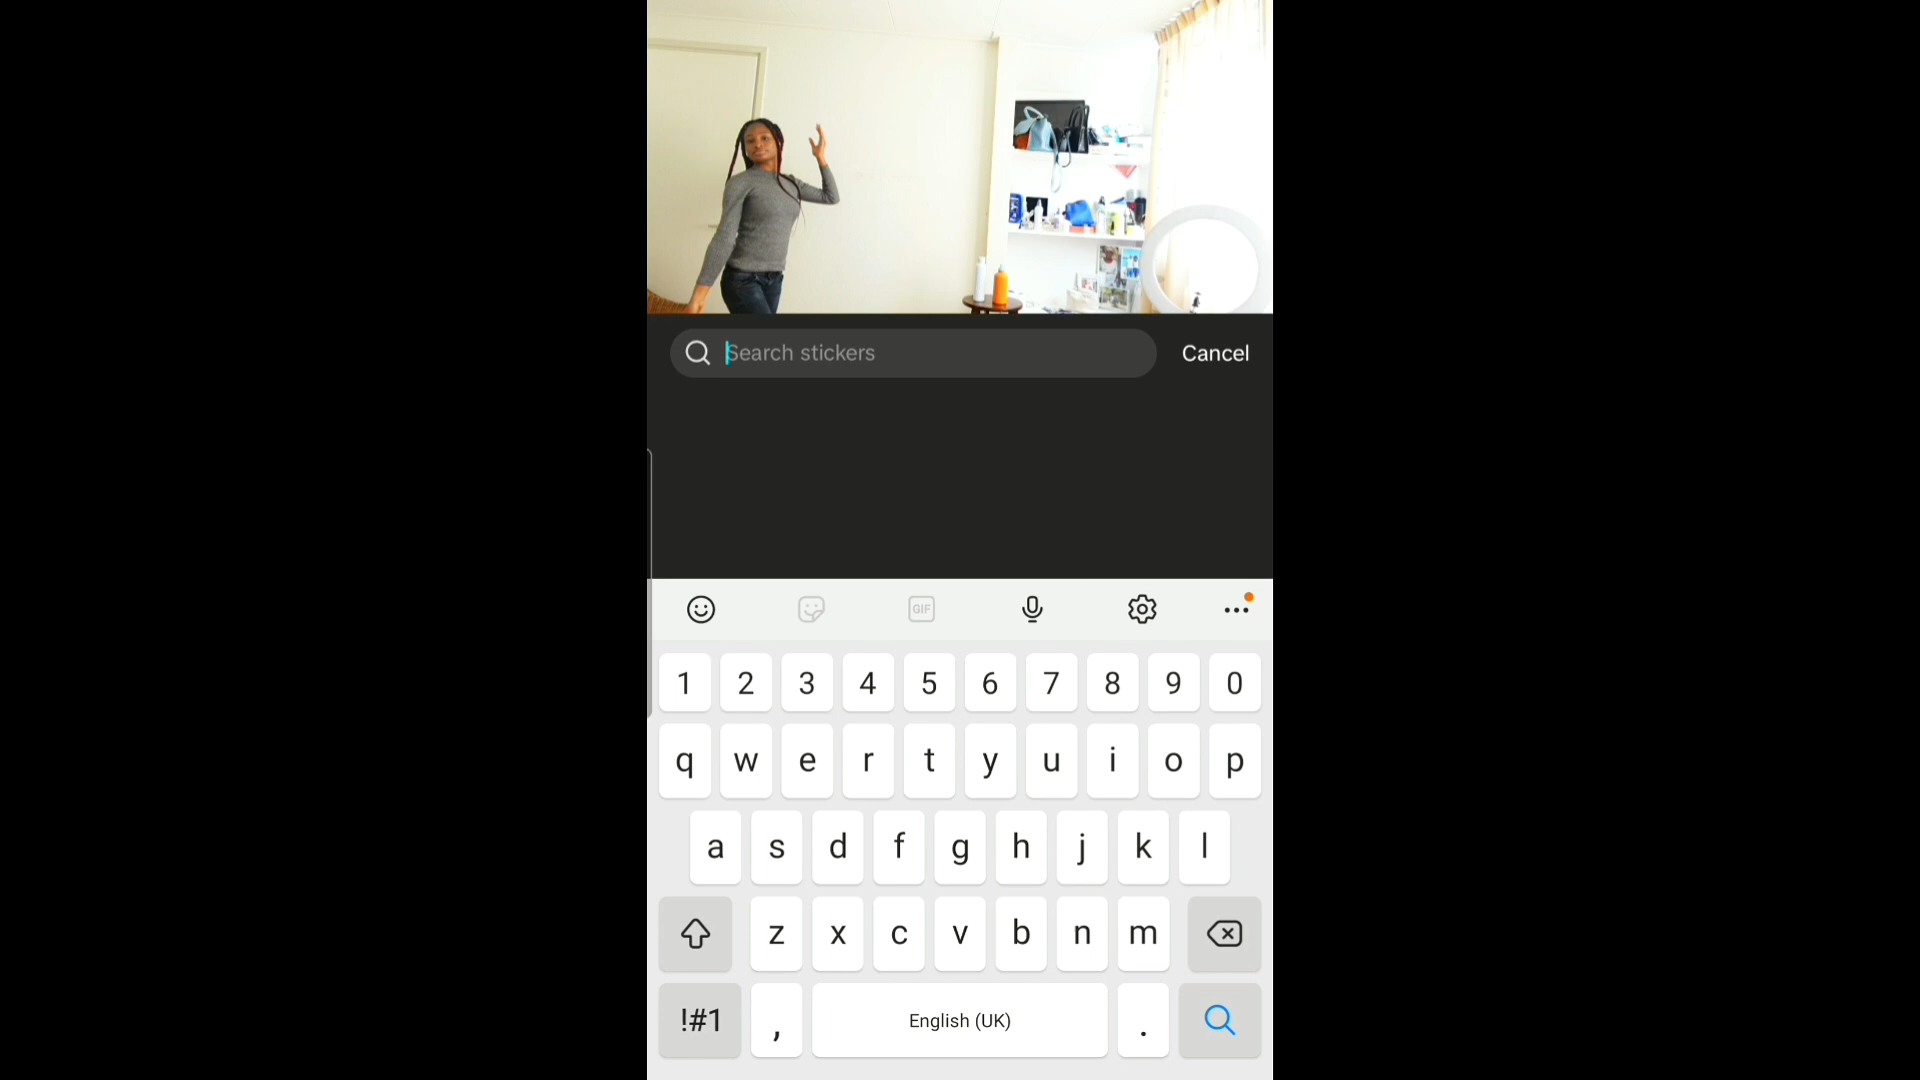 Search stickers
Cancel
GIF
1 2 3 4 5 6 7 8 9 0
q w e r t y u i o p
a s d f g h j k l
z x c v b n m
!#1 , English (UK) .